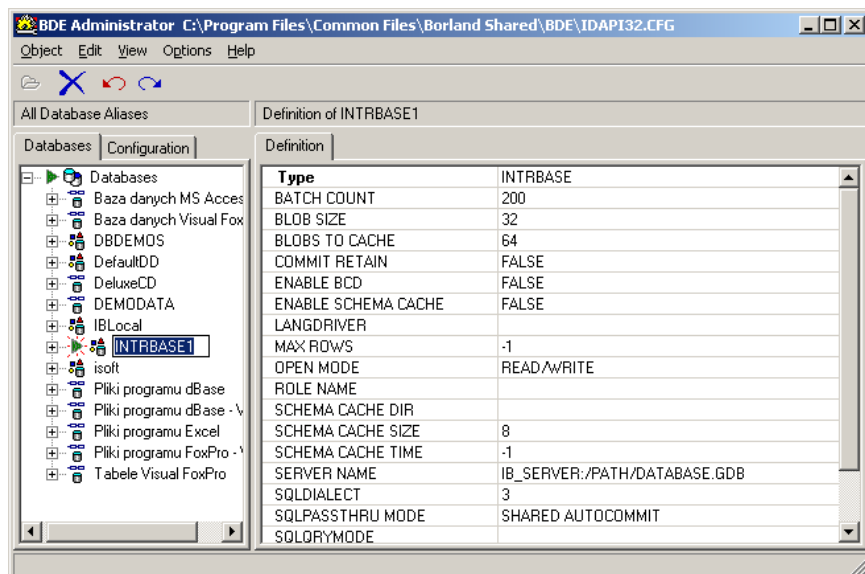 BDE Administrator C:\Program Files\Common Files\Borland Shared\BDE\IDAPI32.CFG
Object Edit View Options Help
All Database Aliases
Definition of INTRBASE1
Databases Configuration
Definition
Databases
Baza danych MS Acces
Baza danych Visual Fox
DBDEMOS
DefaultDD
DeluxeCD
DEMODATA
IBLocal
INTRBASE1
isoft
Pliki programu dBase
Pliki programu dBase - V
Pliki programu Excel
Pliki programu FoxPro - V
Tabele Visual FoxPro
Type INTRBASE
BATCH COUNT 200
BLOB SIZE 32
BLOBS TO CACHE 64
COMMIT RETAIN FALSE
ENABLE BCD FALSE
ENABLE SCHEMA CACHE FALSE
LANGDRIVER
MAX ROWS -1
OPEN MODE READ/WRITE
ROLE NAME
SCHEMA CACHE DIR
SCHEMA CACHE SIZE 8
SCHEMA CACHE TIME -1
SERVER NAME IB_SERVER:/PATH/DATABASE.GDB
SQLDIALECT 3
SQLPASSTHRU MODE SHARED AUTOCOMMIT
SQLQRYMODE